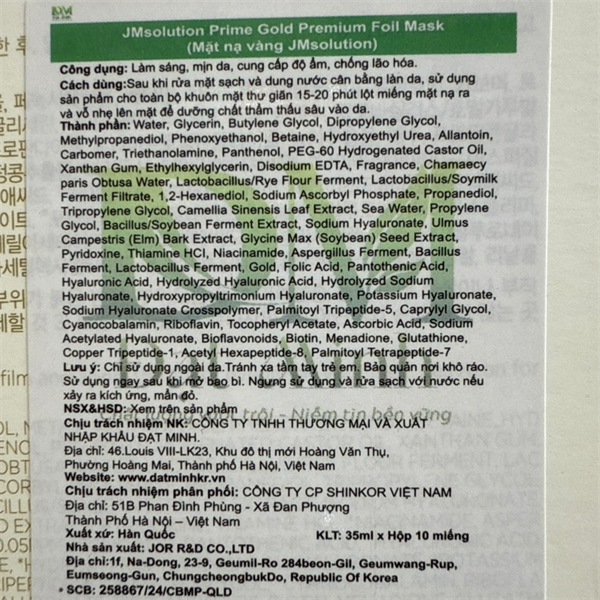 JMsolution Prime Gold Premium Foil Mask
(Mặt nạ vàng JMsolution)
Công dụng: Làm sáng, mịn da, cung cấp độ ẩm, chống lão hóa.
Cách dùng:Sau khi rửa mặt sạch và dung nước cân bằng làn da, sử dụng
sản phẩm cho toàn bộ khuôn mặt thư giãn 15-20 phút lột miếng mặt nạ ra
và vỗ nhẹ lên mặt để dưỡng chất thẩm thấu sâu vào da.
Thành phần: Water, Glycerin, Butylene Glycol, Dipropylene Glycol,
Methylpropanediol, Phenoxyethanol, Betaine, Hydroxyethyl Urea, Allantoin,
Carbomer, Triethanolamine, Panthenol, PEG-60 Hydrogenated Castor Oil,
Xanthan Gum, Ethylhexylglycerin, Disodium EDTA, Fragrance, Chamaecy
paris Obtusa Water, Lactobacillus/Rye Flour Ferment, Lactobacillus/Soymilk
Ferment Filtrate, 1,2-Hexanediol, Sodium Ascorbyl Phosphate, Propanediol,
Tripropylene Glycol, Camellia Sinensis Leaf Extract, Sea Water, Propylene
Glycol, Bacillus/Soybean Ferment Extract, Sodium Hyaluronate, Ulmus
Campestris (Elm) Bark Extract, Glycine Max (Soybean) Seed Extract,
Pyridoxine, Thiamine HCl, Niacinamide, Aspergillus Ferment, Bacillus
Ferment, Lactobacillus Ferment, Gold, Folic Acid, Pantothenic Acid,
Hyaluronic Acid, Hydrolyzed Hyaluronic Acid, Hydrolyzed Sodium
Hyaluronate, Hydroxypropyltrimonium Hyaluronate, Potassium Hyaluronate,
Sodium Hyaluronate Crosspolymer, Palmitoyl Tripeptide-5, Caprylyl Glycol,
Cyanocobalamin, Riboflavin, Tocopheryl Acetate, Ascorbic Acid, Sodium
Acetylated Hyaluronate, Bioflavonoids, Biotin, Menadione, Glutathione,
Copper Tripeptide-1, Acetyl Hexapeptide-8, Palmitoyl Tetrapeptide-7
Lưu ý: Chỉ sử dụng ngoài da.Tránh xa tầm tay trẻ em. Bảo quản nơi khô ráo.
Sử dụng ngay sau khi mở bao bì. Ngưng sử dụng và rửa sạch với nước nếu
xảy ra kích ứng, mẩn đỏ.
NSX&HSD: Xem trên sản phẩm
Chịu trách nhiệm NK: CÔNG TY TNHH THƯƠNG MẠI VÀ XUẤT
NHẬP KHẨU ĐẠT MINH.
Địa chỉ: 46.Louis VIII-LK23, Khu đô thị mới Hoàng Văn Thụ,
Phường Hoàng Mai, Thành phố Hà Nội, Việt Nam
Website: www.datminhkr.vn
Chịu trách nhiệm phân phối: CÔNG TY CP SHINKOR VIỆT NAM
Địa chỉ: 51B Phan Đình Phùng - Xã Đan Phượng
Thành Phố Hà Nội – Việt Nam
Xuất xứ: Hàn Quốc KLT: 35ml x Hộp 10 miếng
Nhà sản xuất: JOR R&D CO.,LTD
Địa chỉ:1f, Na-Dong, 23-9, Geumil-Ro 284beon-Gil, Geumwang-Rup,
Eumseong-Gun, ChungcheongbukDo, Republic Of Korea
* SCB: 258867/24/CBMP-QLD